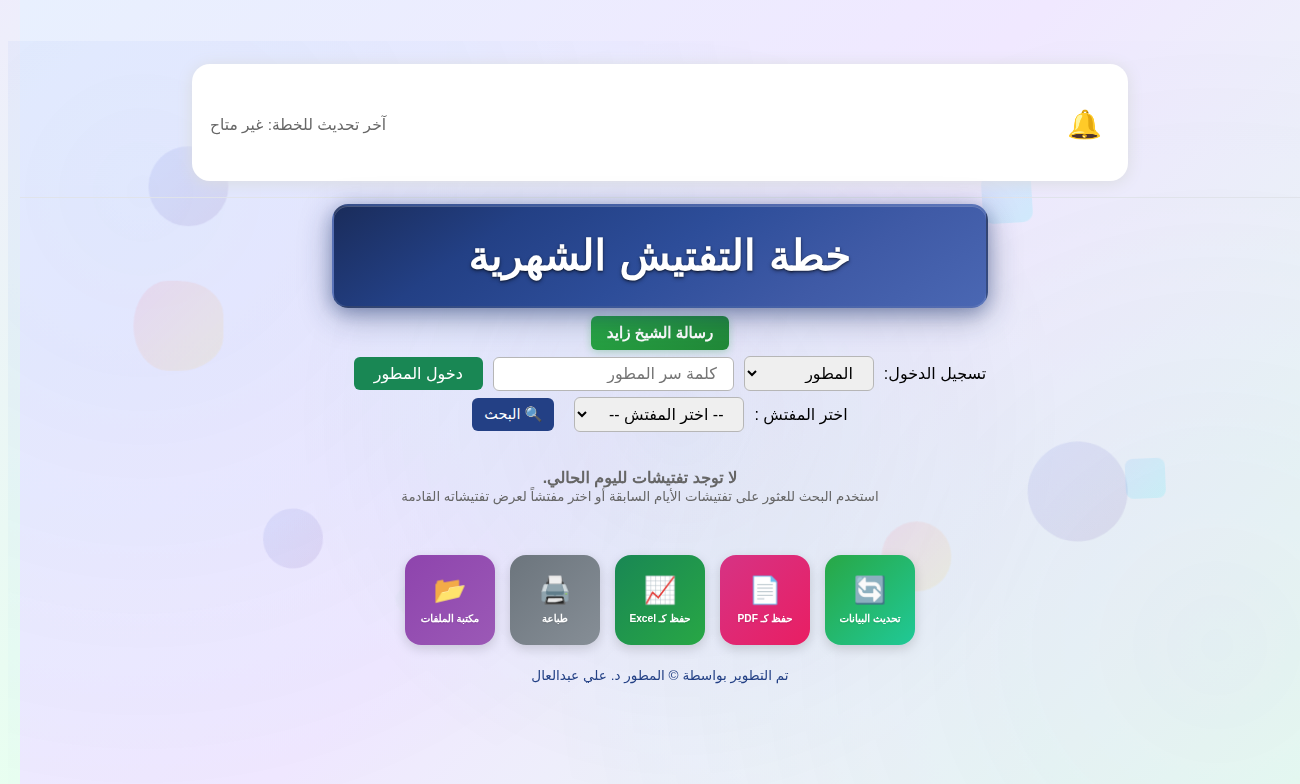 آخر تحديث للخطة: غير متاح
خطة التفتيش الشهرية
رسالة الشيخ زايد
تسجيل الدخول: المطور كلمة سر المطور دخول المطور
اختر المفتش : -- اختر المفتش -- البحث
لا توجد تفتيشات لليوم الحالي.
استخدم البحث للعثور على تفتيشات الأيام السابقة أو اختر مفتشاً لعرض تفتيشاته القادمة
تحديث البيانات حفظ كـ PDF حفظ كـ Excel طباعة مكتبة الملفات
تم التطوير بواسطة © المطور د. علي عبدالعال